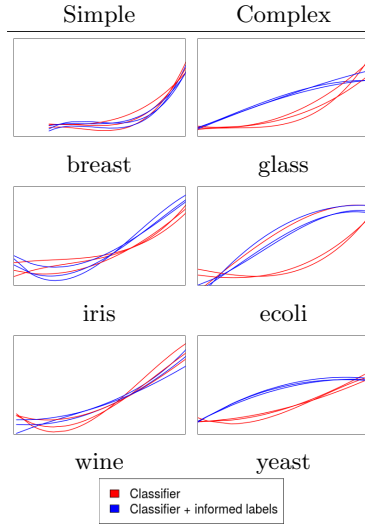 Simple Complex
breast glass
iris ecoli
wine yeast
Classifier
Classifier + informed labels